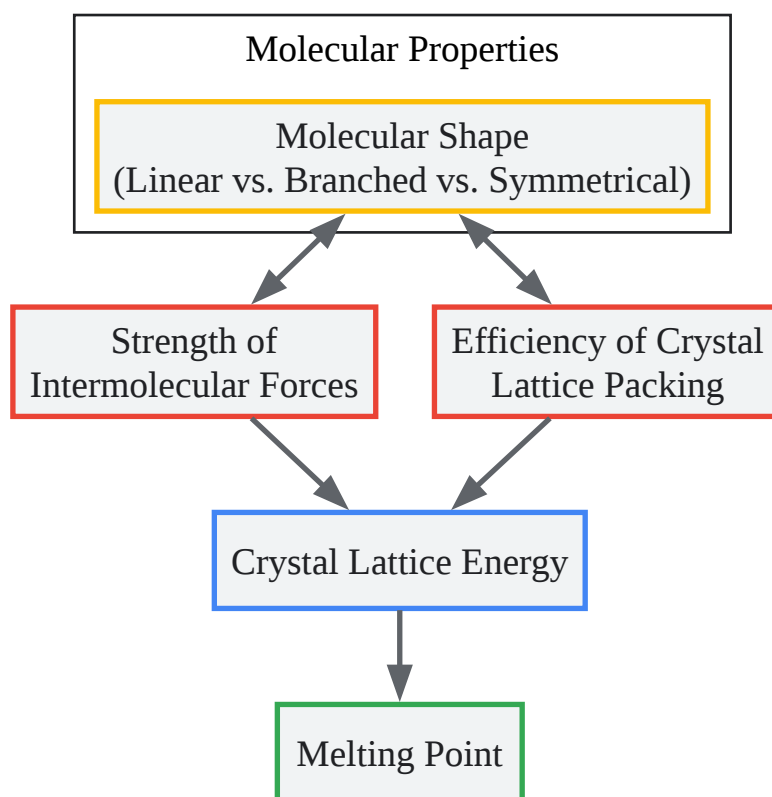 Molecular Properties
Molecular Shape
(Linear vs. Branched vs. Symmetrical)
Strength of
Intermolecular Forces
Efficiency of Crystal
Lattice Packing
Crystal Lattice Energy
Melting Point